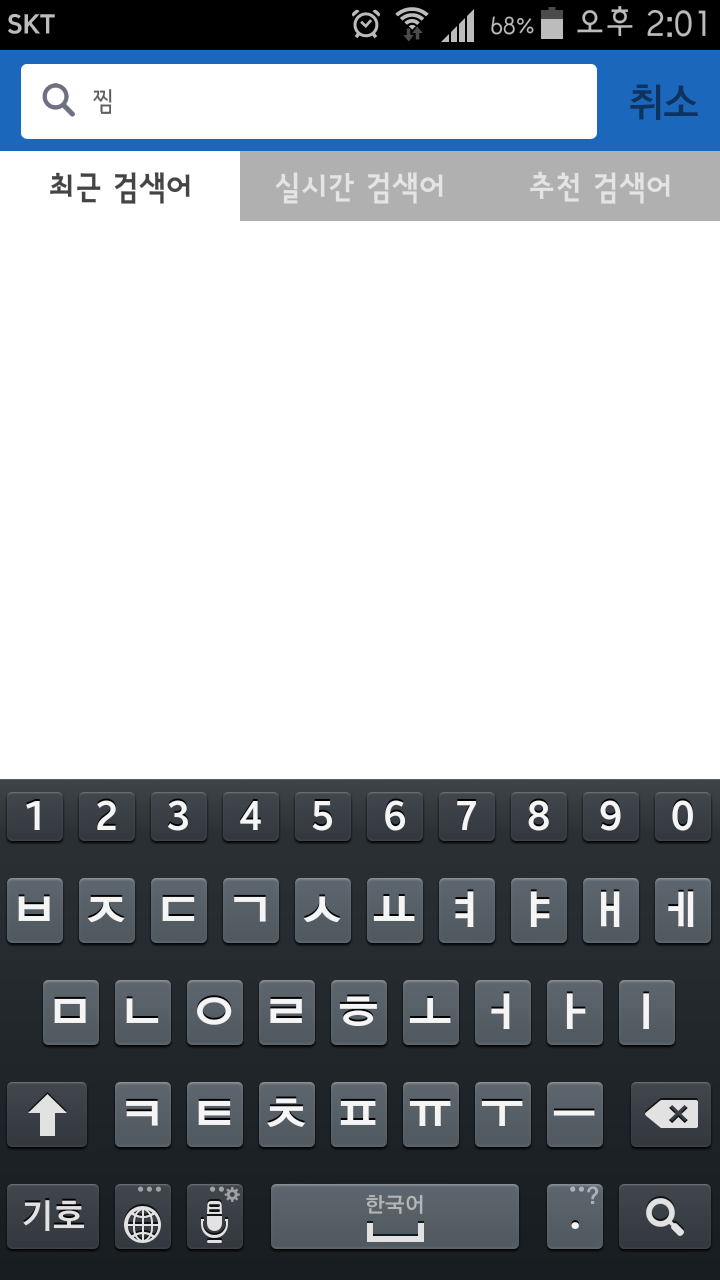 SKT 68% 오후 2:01
찜 취소
최근 검색어 실시간 검색어 추천 검색어
1 2 3 4 5 6 7 8 9 0
ㅂ ㅈ ㄷ ㄱ ㅅ ㅛ ㅕ ㅑ ㅐ ㅔ
ㅁ ㄴ ㅇ ㄹ ㅎ ㅗ ㅓ ㅏ ㅣ
ㅋ ㅌ ㅊ ㅍ ㅠ ㅜ ㅡ
기호 한국어 . ?